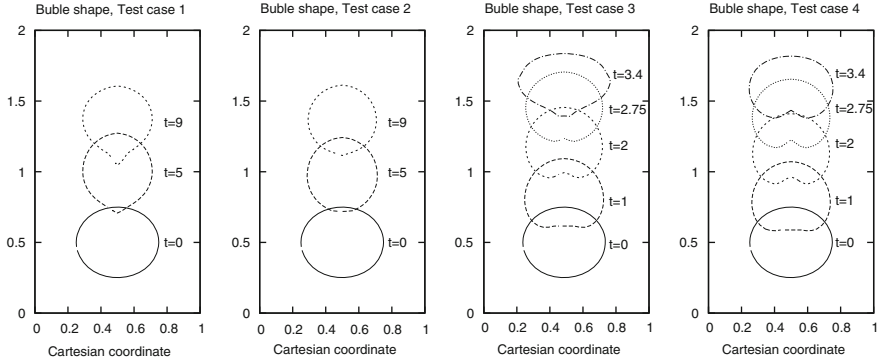 Buble shape, Test case 1
2
1.5
1
0.5
0
t=9
t=5
t=0
0 0.2 0.4 0.6 0.8 1
Cartesian coordinate
Buble shape, Test case 2
2
1.5
1
0.5
0
t=9
t=5
t=0
0 0.2 0.4 0.6 0.8 1
Cartesian coordinate
Buble shape, Test case 3
2
1.5
1
0.5
0
t=3.4
t=2.75
t=2
t=1
t=0
0 0.2 0.4 0.6 0.8 1
Cartesian coordinate
Buble shape, Test case 4
2
1.5
1
0.5
0
t=3.4
t=2.75
t=2
t=1
t=0
0 0.2 0.4 0.6 0.8 1
Cartesian coordinate